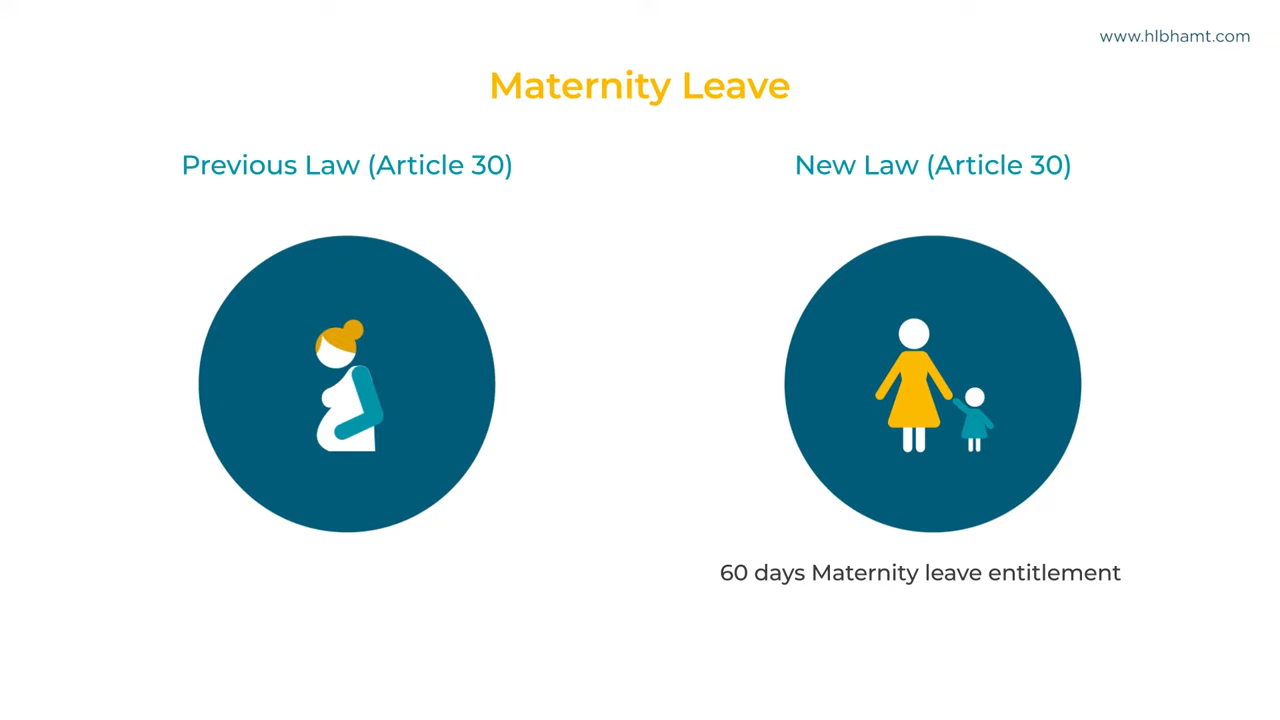 www.hlbhamt.com
Maternity Leave
Previous Law (Article 30)
New Law (Article 30)
60 days Maternity leave entitlement